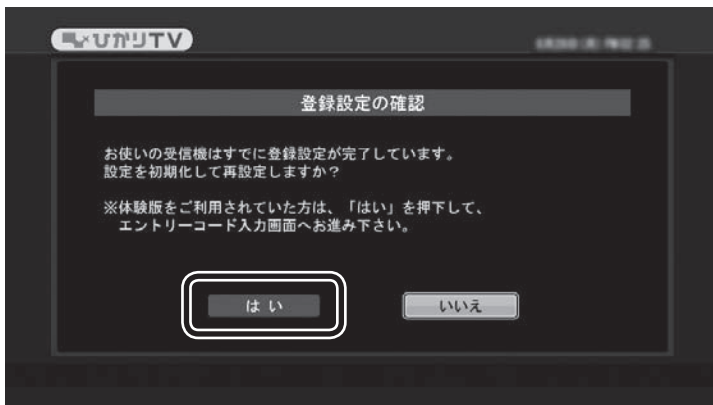 ひかりTV
登録設定の確認
お使いの受信機はすでに登録設定が完了しています。
設定を初期化して再設定しますか？
※体験版をご利用されていた方は、「はい」を押下して、
エントリーコード入力画面へお進み下さい。
はい
いいえ